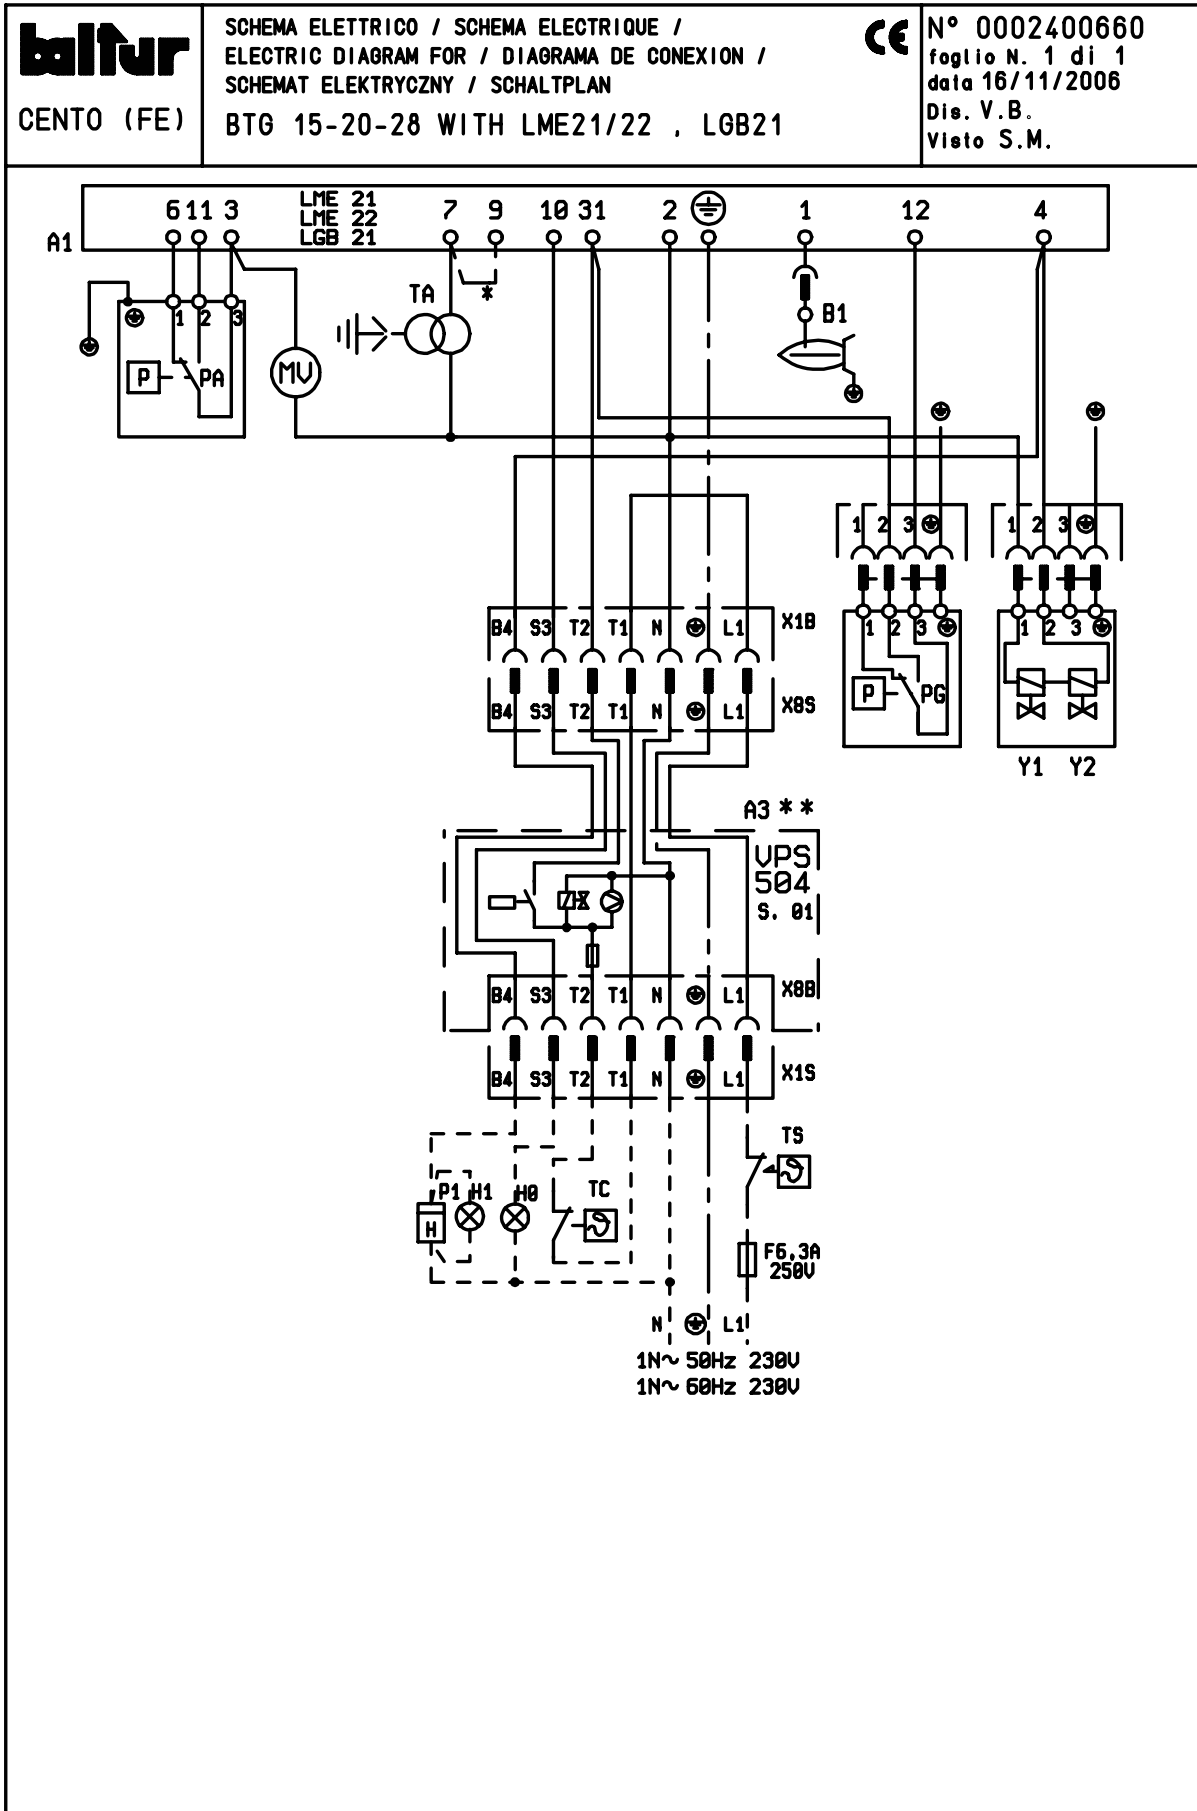 baltur
CENTO (FE)
SCHEMA ELETTRICO / SCHEMA ELECTRIQUE /
ELECTRIC DIAGRAM FOR / DIAGRAMA DE CONEXION /
SCHEMAT ELEKTRYCZNY / SCHALTPLAN
BTG 15-20-28 WITH LME21/22 , LGB21
CE
N° 0002400660
foglio N. 1 di 1
data 16/11/2006
Dis. V.B.
Visto S.M.
A1
6 11 3
LME 21
LME 22
LGB 21
7 9 10 31 2 1 12 4
TA *
1 2 3
P PA
MV
B1
1 2 3
1 2 3
B4 S3 T2 T1 N L1 X1B
1 2 3
1 2 3
P PG
B4 S3 T2 T1 N L1 X8S
Y1 Y2
A3 * *
VPS
504
S. 01
B4 S3 T2 T1 N L1 X8B
B4 S3 T2 T1 N L1 X1S
TS
P1 H1 H0 TC
H
F6.3A
250V
N L1
1N~ 50Hz 230V
1N~ 60Hz 230V